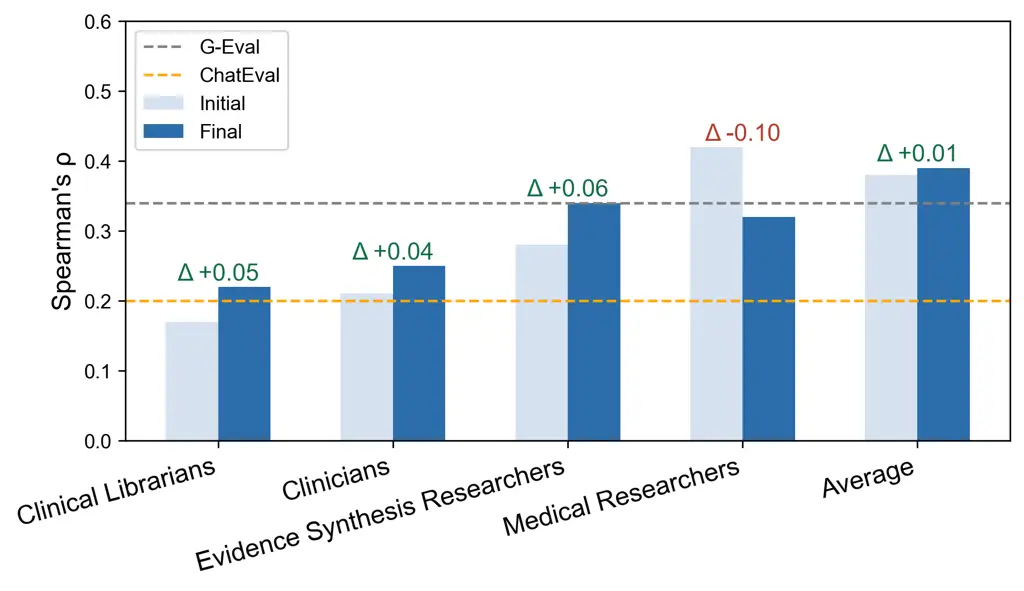 Spearman's ρ
0.6
0.5
0.4
0.3
0.2
0.1
0.0
G-Eval
ChatEval
Initial
Final
Δ +0.05
Δ +0.04
Δ +0.06
Δ -0.10
Δ +0.01
Clinical Librarians
Clinicians
Evidence Synthesis Researchers
Medical Researchers
Average